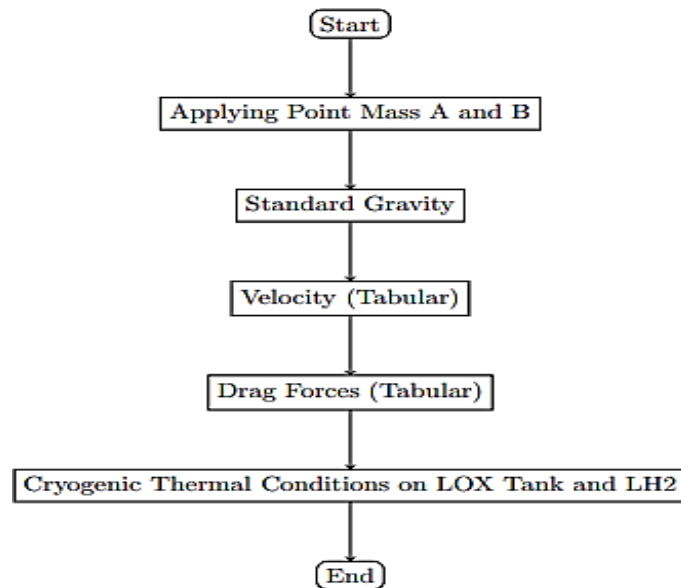 Start
Applying Point Mass A and B
Standard Gravity
Velocity (Tabular)
Drag Forces (Tabular)
Cryogenic Thermal Conditions on LOX Tank and LH2
End